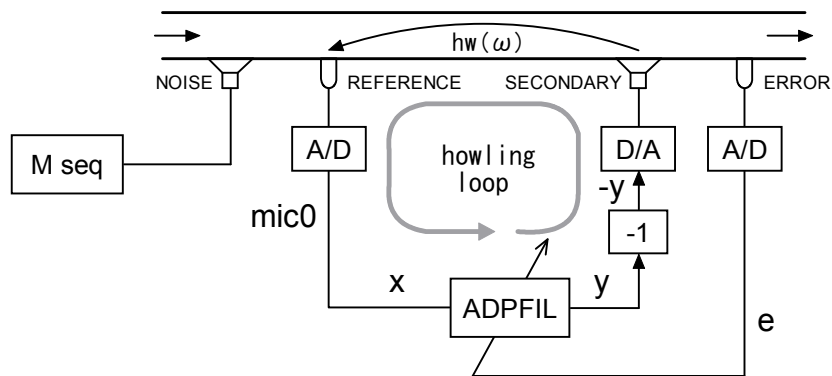 hw(ω)
NOISE
REFERENCE
SECONDARY
ERROR
M seq
A/D
howling
loop
D/A
A/D
-y
mic0
-1
x
ADPFIL
y
e